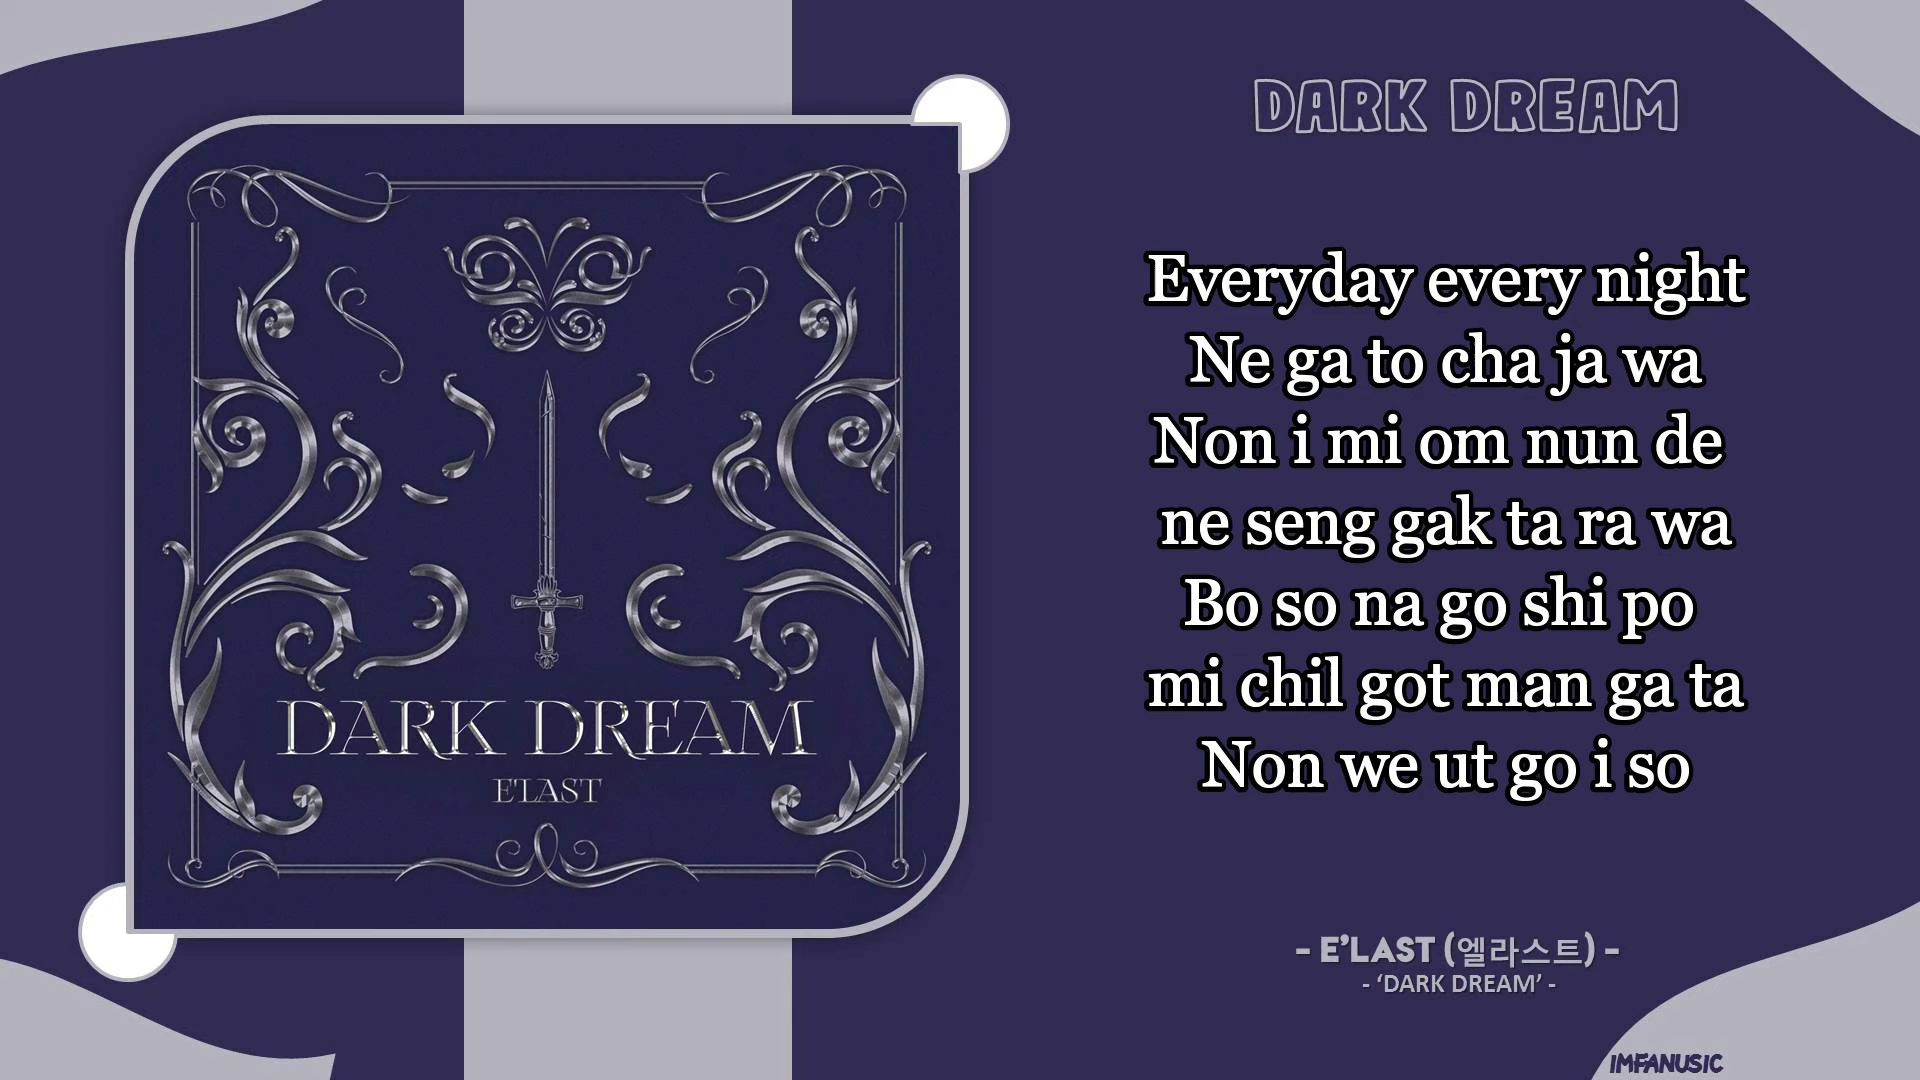 DARK DREAM
E'LAST
DARK DREAM
Everyday every night
Ne ga to cha ja wa
Non i mi om nun de
ne seng gak ta ra wa
Bo so na go shi po
mi chil got man ga ta
Non we ut go i so
- E'LAST (엘라스트) -
- ‘DARK DREAM’ -
IMFANUSIC